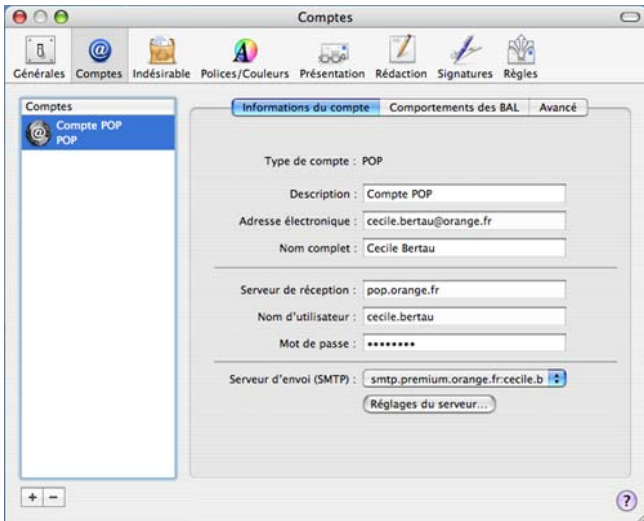 Comptes
Générales Comptes Indésirable Polices/Couleurs Présentation Rédaction Signatures Règles
Comptes
Compte POP
POP
Informations du compte Comportements des BAL Avancé
Type de compte : POP
Description : Compte POP
Adresse électronique : cecile.bertau@orange.fr
Nom complet : Cecile Bertau
Serveur de réception : pop.orange.fr
Nom d'utilisateur : cecile.bertau
Mot de passe : ••••••••
Serveur d'envoi (SMTP) : smtp.premium.orange.fr:cecile.b
Réglages du serveur...
+ − ?